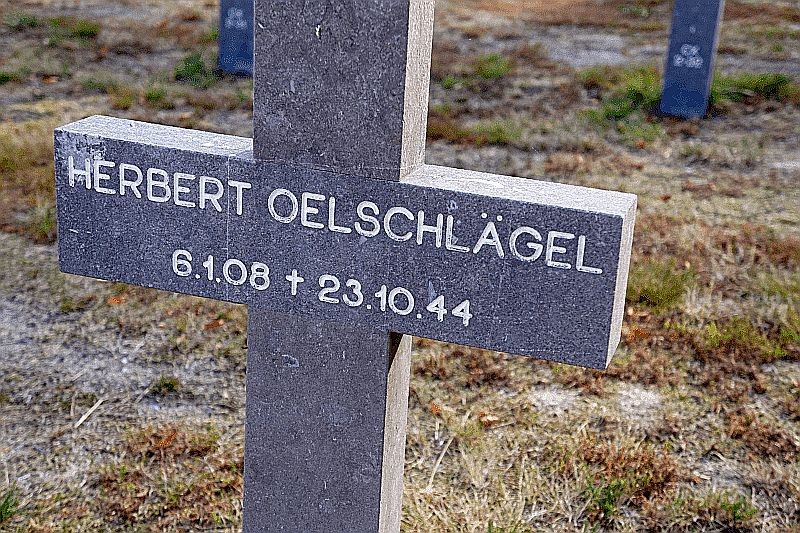 HERBERT OELSCHLÄGEL
6.1.08 † 23.10.44